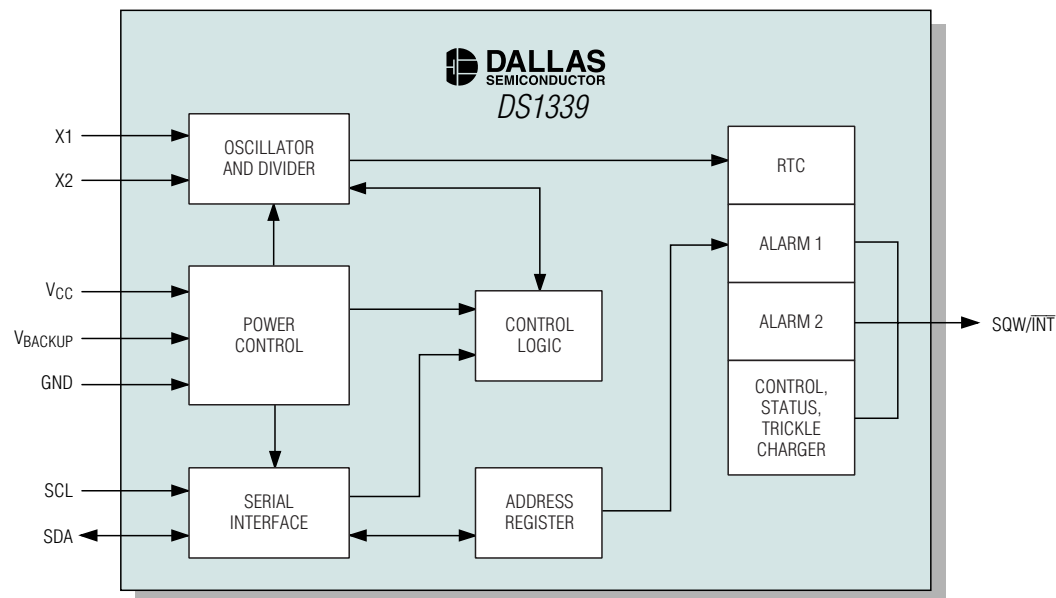 DALLAS
SEMICONDUCTOR
DS1339
X1
X2
OSCILLATOR
AND DIVIDER
RTC
ALARM 1
ALARM 2
CONTROL,
STATUS,
TRICKLE
CHARGER
VCC
VBACKUP
GND
POWER
CONTROL
CONTROL
LOGIC
SQW/I̅N̅T̅
SCL
SDA
SERIAL
INTERFACE
ADDRESS
REGISTER